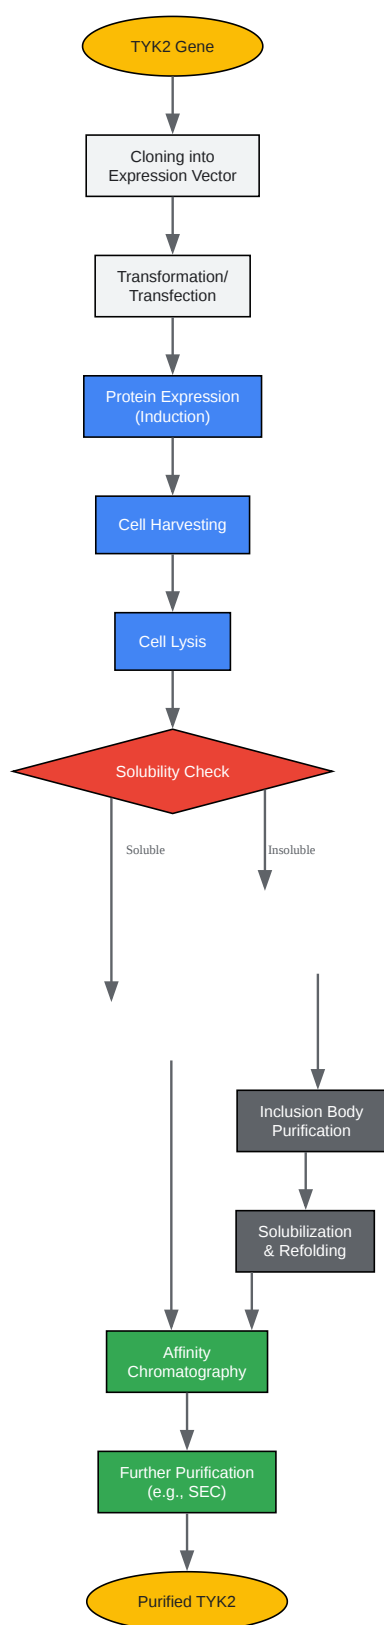 TYK2 Gene
Cloning into
Expression Vector
Transformation/
Transfection
Protein Expression
(Induction)
Cell Harvesting
Cell Lysis
Solubility Check
Soluble
Insoluble
Inclusion Body
Purification
Solubilization
& Refolding
Affinity
Chromatography
Further Purification
(e.g., SEC)
Purified TYK2